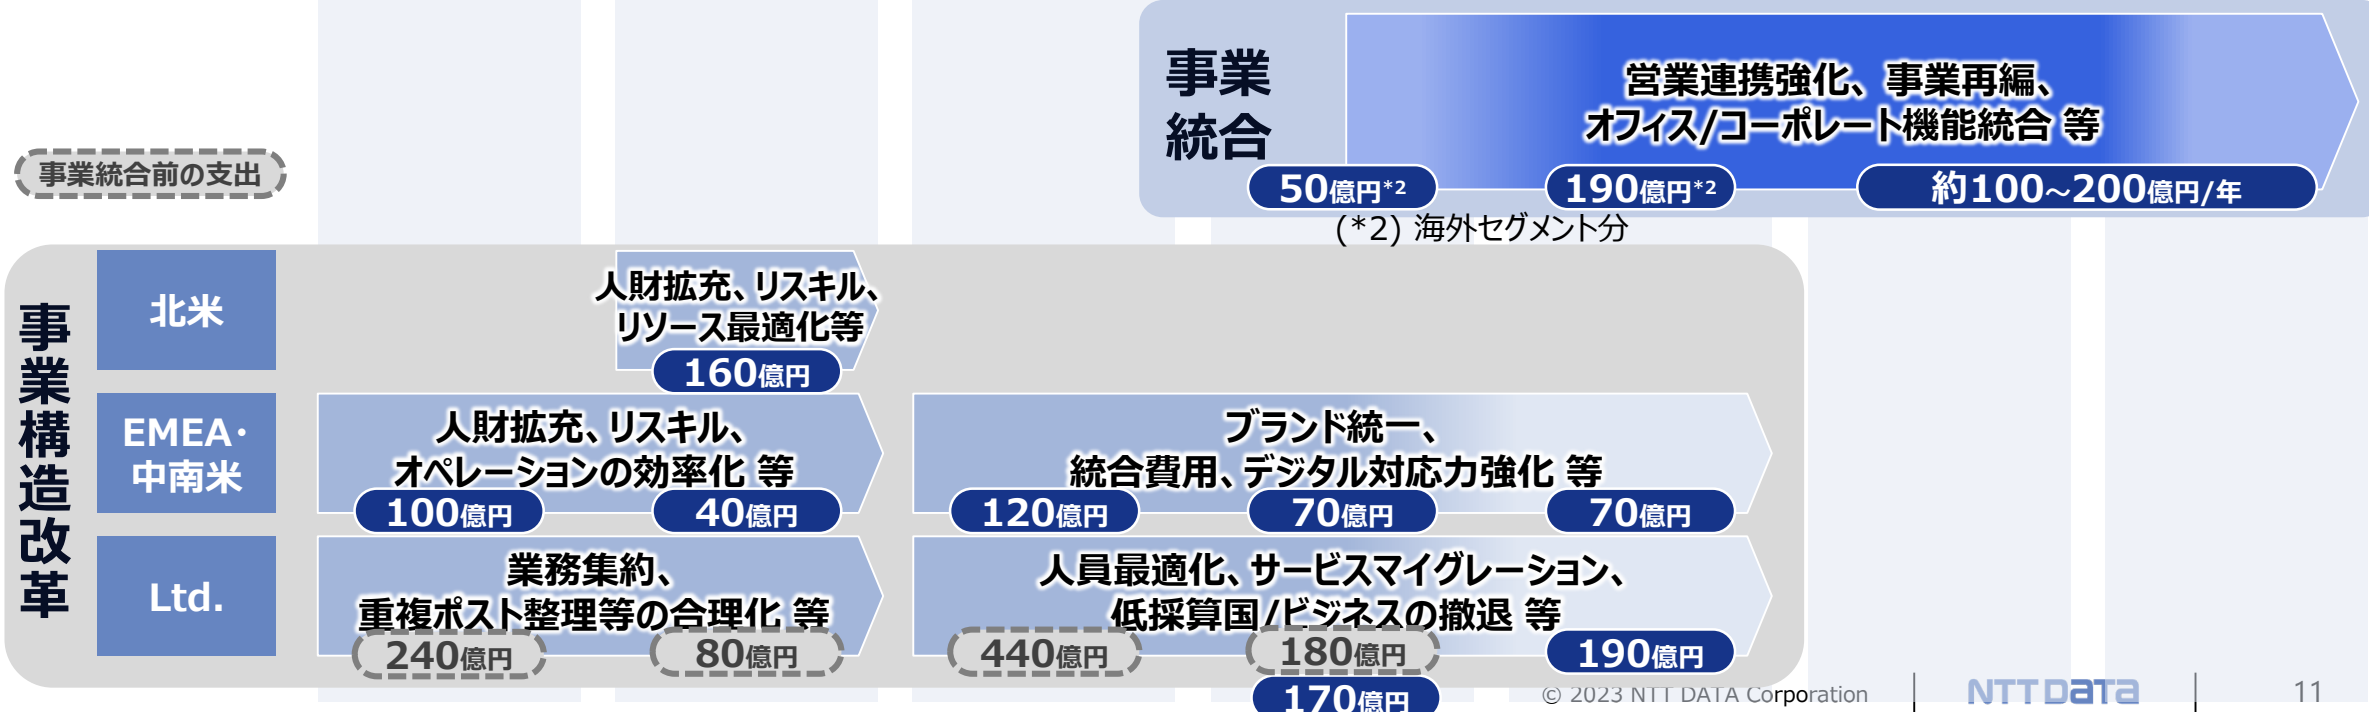 事業
統合
営業連携強化、事業再編、
オフィス/コーポレート機能統合 等
事業統合前の支出
50億円*2
190億円*2
約100~200億円/年
(*2) 海外セグメント分
事業構造改革
北米
人財拡充、リスキル、
リソース最適化等
160億円
EMEA・
中南米
人財拡充、リスキル、
オペレーションの効率化 等
100億円
40億円
ブランド統一、
統合費用、デジタル対応力強化 等
120億円
70億円
70億円
Ltd.
業務集約、
重複ポスト整理等の合理化 等
240億円
80億円
人員最適化、サービスマイグレーション、
低採算国/ビジネスの撤退 等
440億円
180億円
190億円
170億円
© 2023 NTT DATA Corporation
NTT DATA
11